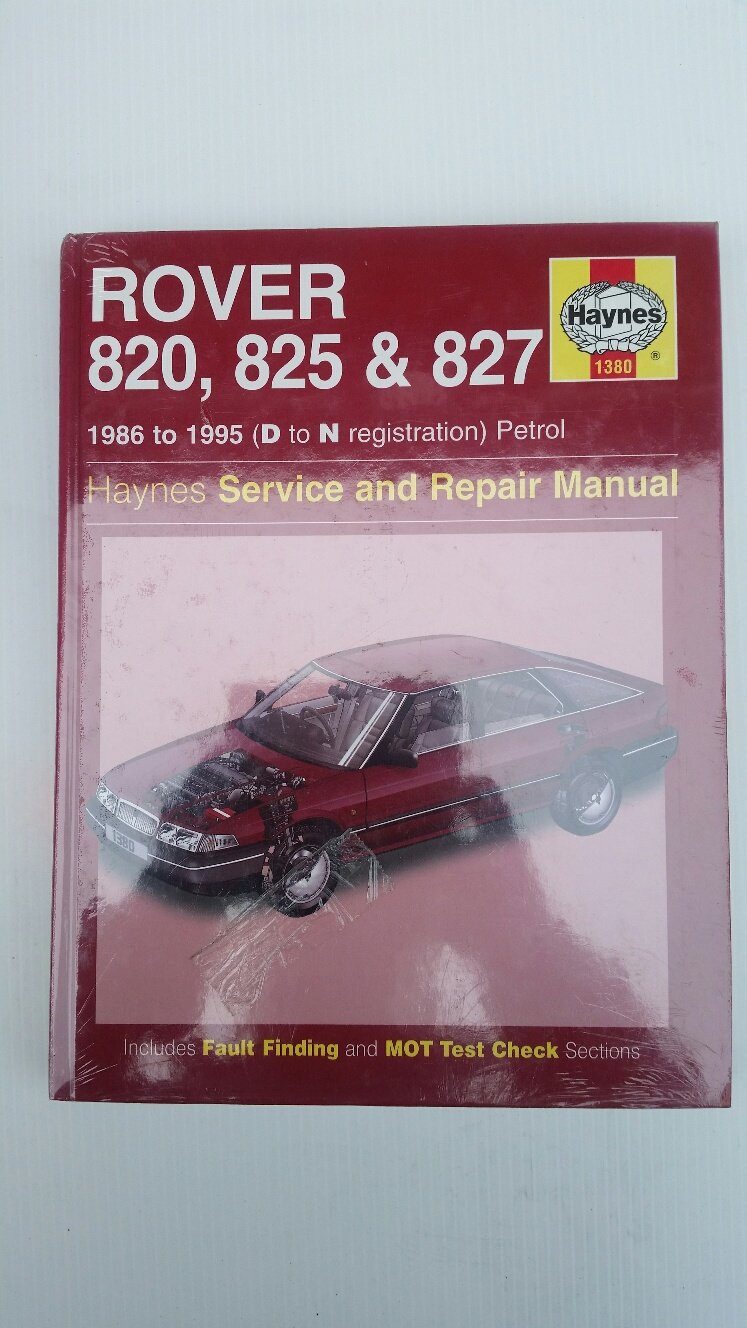 ROVER
820, 825 & 827
Haynes
®
1380
1986 to 1995 (D to N registration) Petrol
Haynes Service and Repair Manual
1380
Includes Fault Finding and MOT Test Check Sections